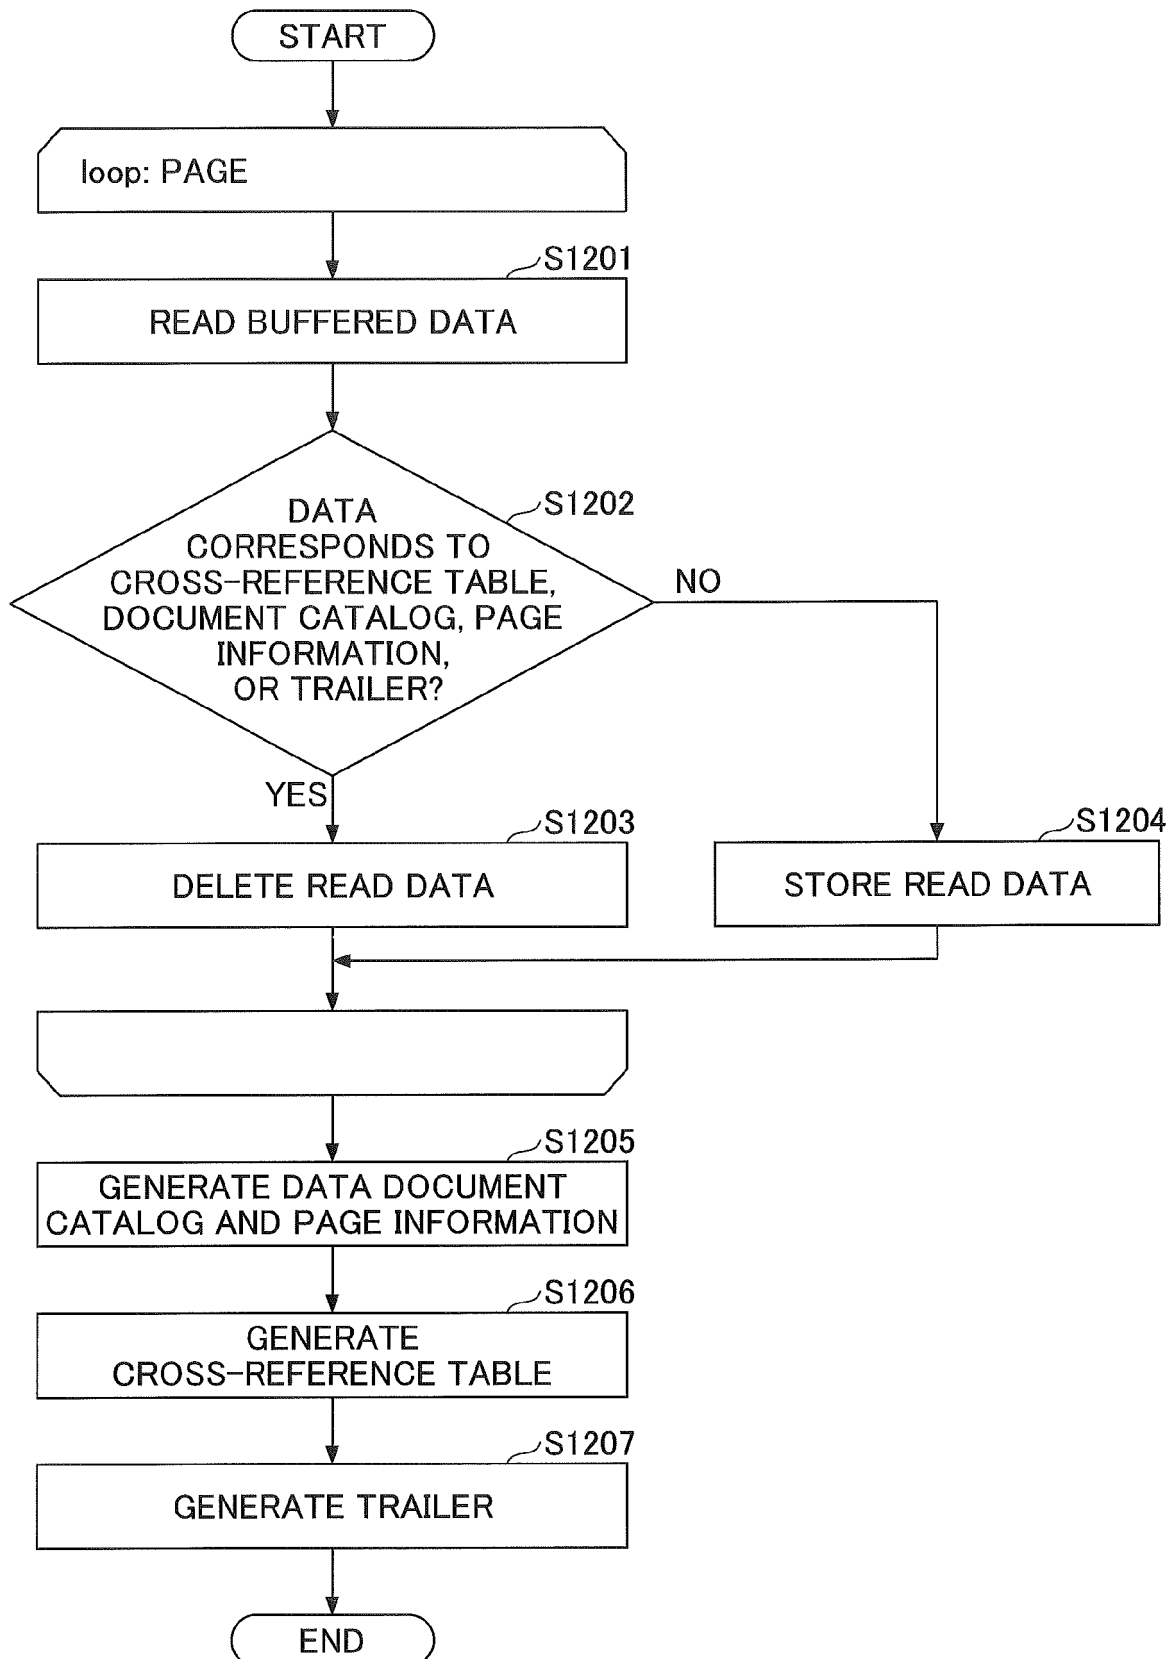 START
loop: PAGE
S1201
READ BUFFERED DATA
S1202
DATA
CORRESPONDS TO
CROSS-REFERENCE TABLE,
DOCUMENT CATALOG, PAGE
INFORMATION,
OR TRAILER?
NO
YES
S1203
DELETE READ DATA
S1204
STORE READ DATA
S1205
GENERATE DATA DOCUMENT
CATALOG AND PAGE INFORMATION
S1206
GENERATE
CROSS-REFERENCE TABLE
S1207
GENERATE TRAILER
END